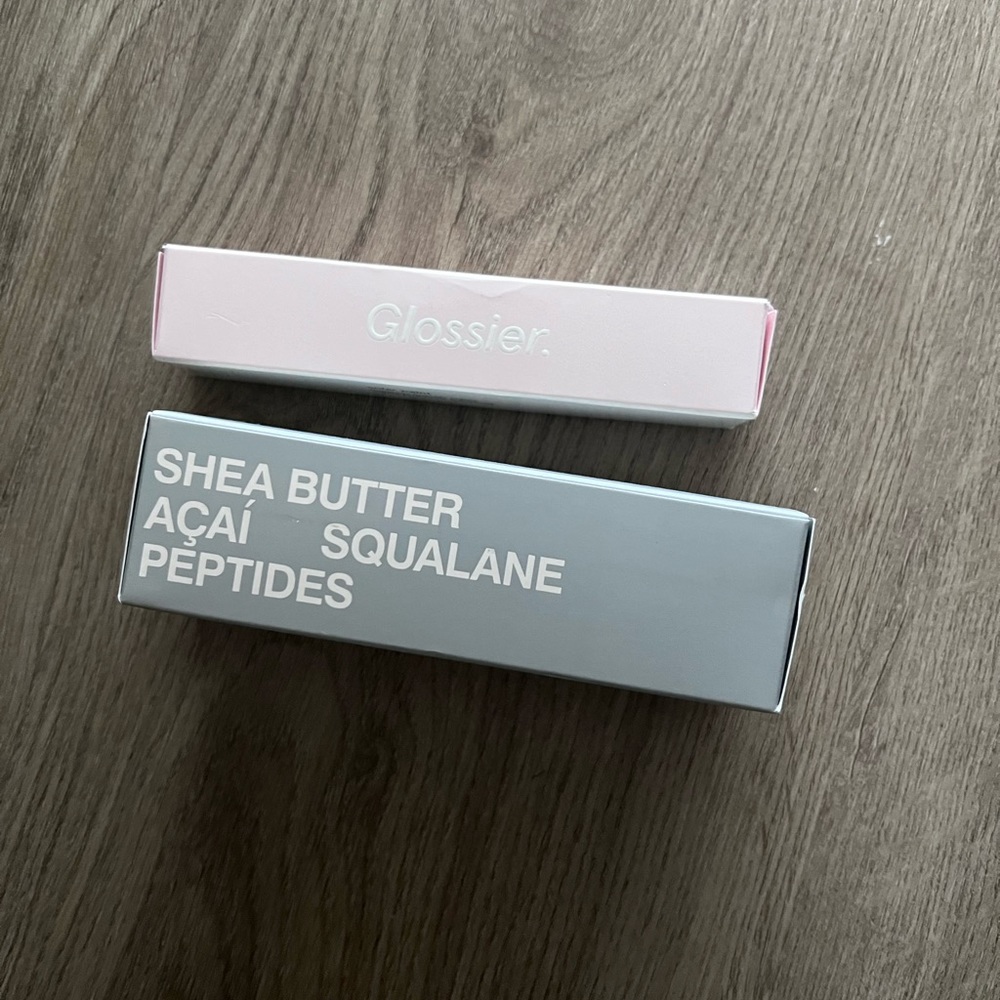 Glossier.
SHEA BUTTER
AÇAÍ SQUALANE
PEPTIDES